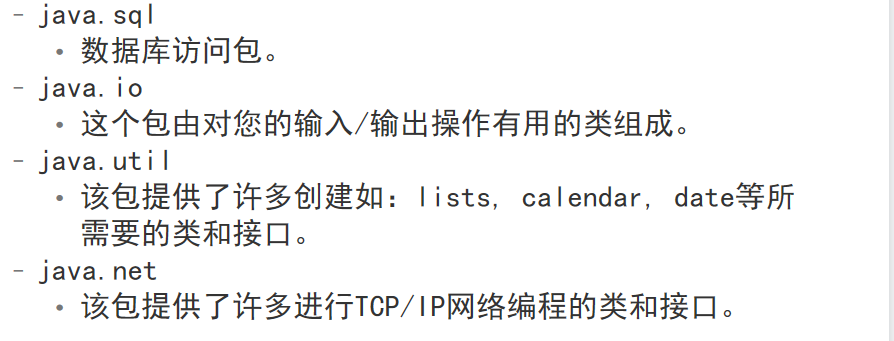 - java.sql
• 数据库访问包。
- java.io
• 这个包由对您的输入/输出操作有用的类组成。
- java.util
• 该包提供了许多创建如：lists, calendar, date等所
需要的类和接口。
- java.net
• 该包提供了许多进行TCP/IP网络编程的类和接口。